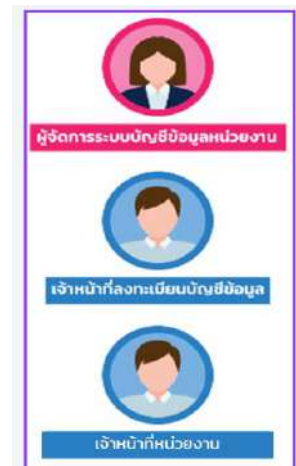 ผู้จัดการระบบบัญชีข้อมูลหน่วยงาน
เจ้าหน้าที่ลงทะเบียนบัญชีข้อมูล
เจ้าหน้าที่หน่วยงาน